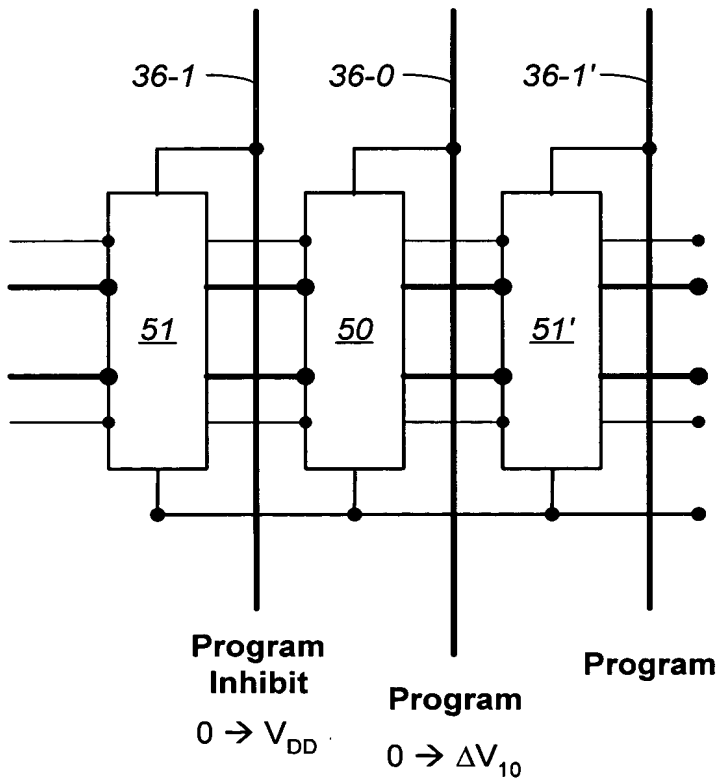 36-1
36-0
36-1'
51
50
51'
Program
Inhibit
0 → V_DD
Program
0 → ΔV_10
Program